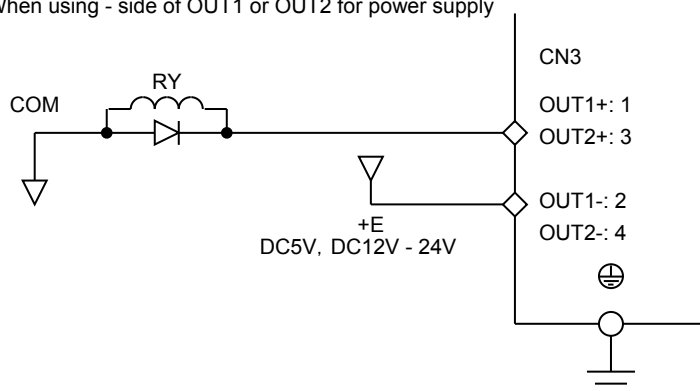 When using - side of OUT1 or OUT2 for power supply
CN3
RY
COM
OUT1+: 1
OUT2+: 3
OUT1-: 2
+E
OUT2-: 4
DC5V, DC12V - 24V